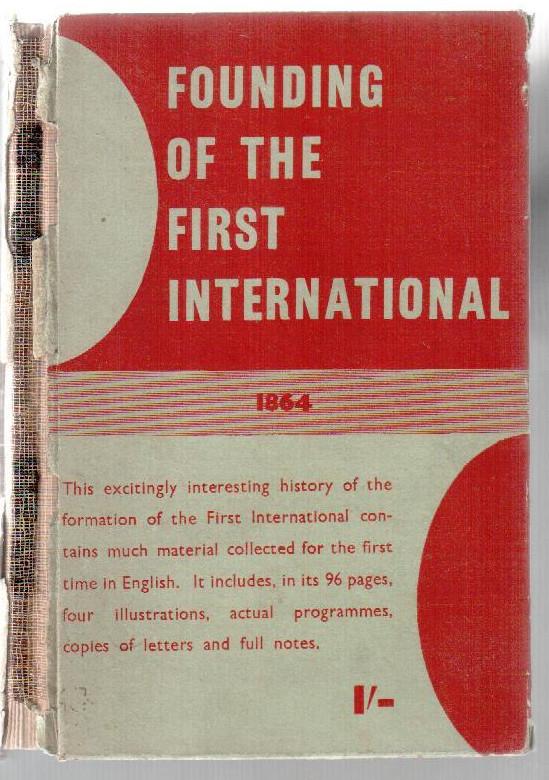 FOUNDING
OF THE
FIRST
INTERNATIONAL
1864
This excitingly interesting history of the
formation of the First International con-
tains much material collected for the first
time in English. It includes, in its 96 pages,
four illustrations, actual programmes,
copies of letters and full notes.
1/-